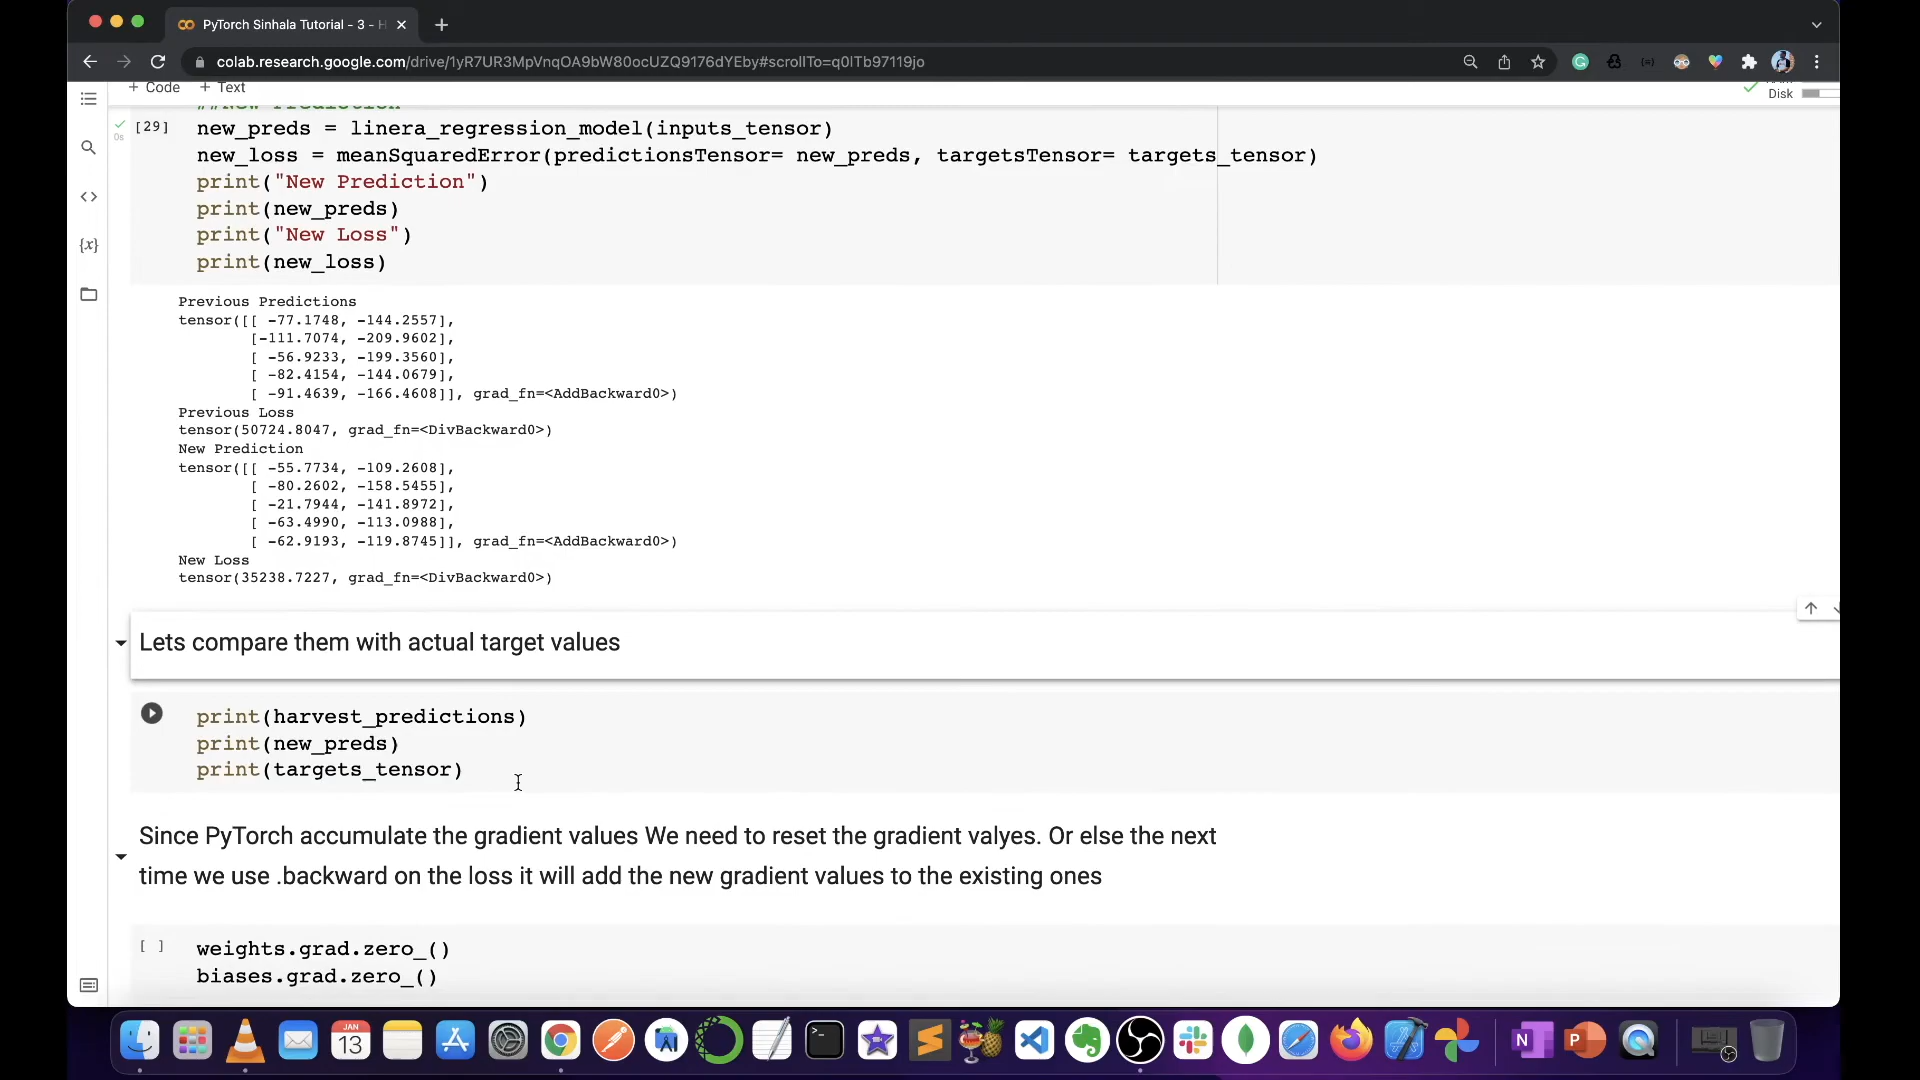 PyTorch Sinhala Tutorial - 3 - H
colab.research.google.com/drive/1yR7UR3MpVnqOA9bW80ocUZQ9176dYEby#scrollTo=q0lTb97119jo
+ Code + Text
Disk
##New Prediction
[29] new_preds = linera_regression_model(inputs_tensor)
0s
new_loss = meanSquaredError(predictionsTensor= new_preds, targetsTensor= targets_tensor)
print("New Prediction")
print(new_preds)
print("New Loss")
print(new_loss)
Previous Predictions
tensor([[ -77.1748, -144.2557],
[-111.7074, -209.9602],
[ -56.9233, -199.3560],
[ -82.4154, -144.0679],
[ -91.4639, -166.4608]], grad_fn=<AddBackward0>)
Previous Loss
tensor(50724.8047, grad_fn=<DivBackward0>)
New Prediction
tensor([[ -55.7734, -109.2608],
[ -80.2602, -158.5455],
[ -21.7944, -141.8972],
[ -63.4990, -113.0988],
[ -62.9193, -119.8745]], grad_fn=<AddBackward0>)
New Loss
tensor(35238.7227, grad_fn=<DivBackward0>)
Lets compare them with actual target values
print(harvest_predictions)
print(new_preds)
print(targets_tensor)
Since PyTorch accumulate the gradient values We need to reset the gradient valyes. Or else the next
time we use .backward on the loss it will add the new gradient values to the existing ones
[ ] weights.grad.zero_()
biases.grad.zero_()
JAN
13
N
P